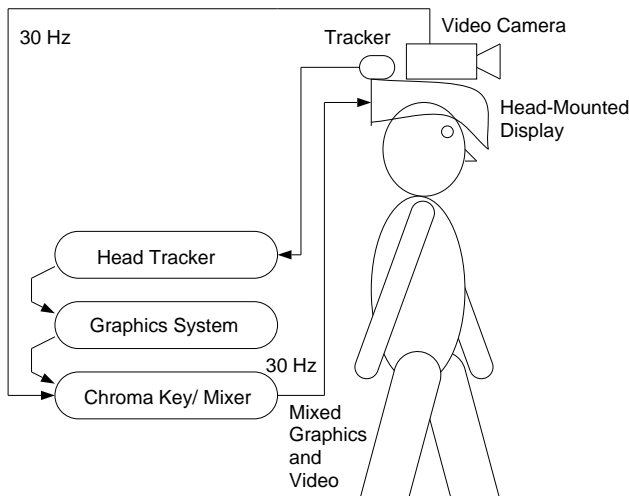 Video Camera
30 Hz
Tracker
Head-Mounted
Display
Head Tracker
Graphics System
30 Hz
Chroma Key/ Mixer
Mixed
Graphics
and
Video